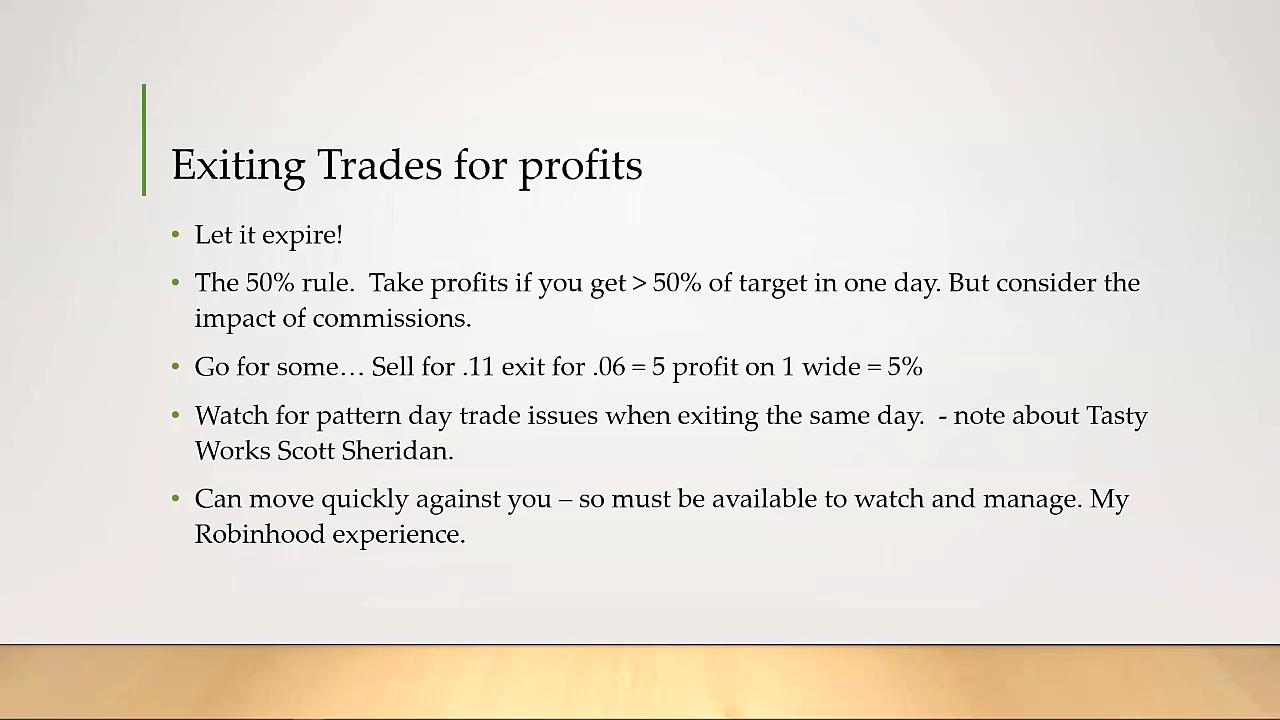 Exiting Trades for profits
• Let it expire!
• The 50% rule.  Take profits if you get > 50% of target in one day. But consider the
impact of commissions.
• Go for some… Sell for .11 exit for .06 = 5 profit on 1 wide = 5%
• Watch for pattern day trade issues when exiting the same day.  - note about Tasty
Works Scott Sheridan.
• Can move quickly against you – so must be available to watch and manage. My
Robinhood experience.